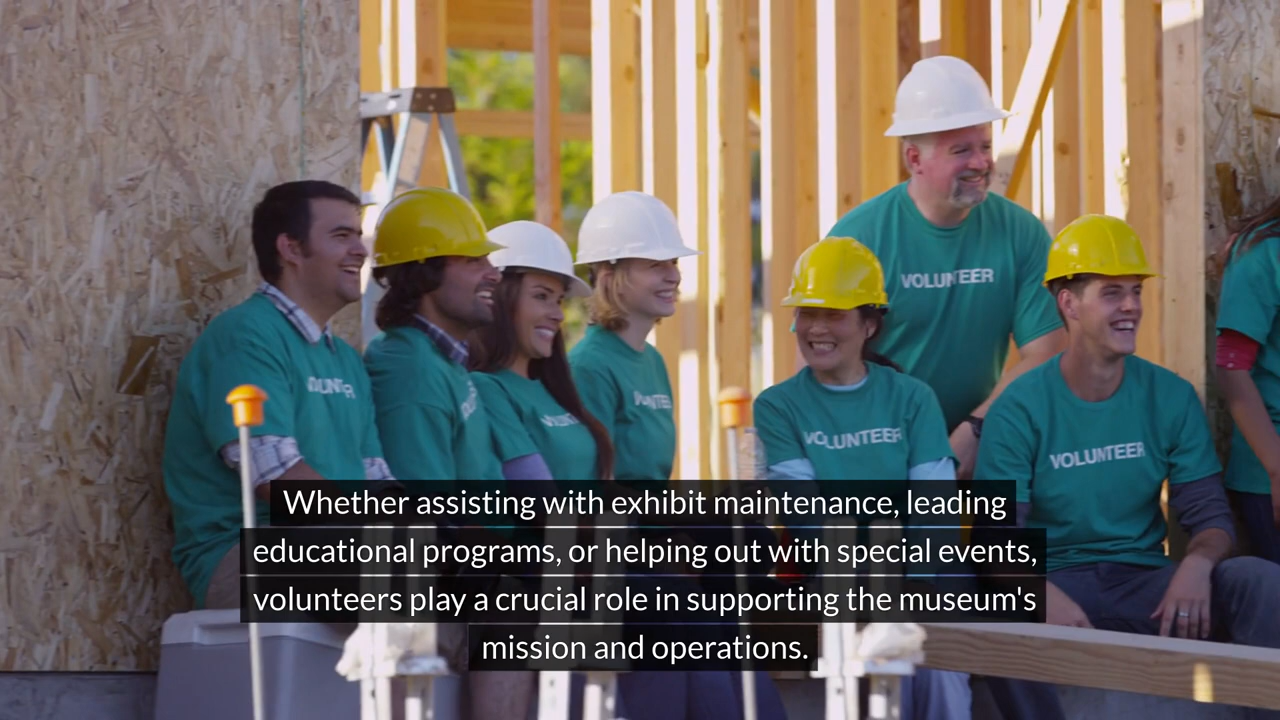 VOLUNTEER
VOLUNTEER
VOLUNTEER
Whether assisting with exhibit maintenance, leading
educational programs, or helping out with special events,
volunteers play a crucial role in supporting the museum's
mission and operations.